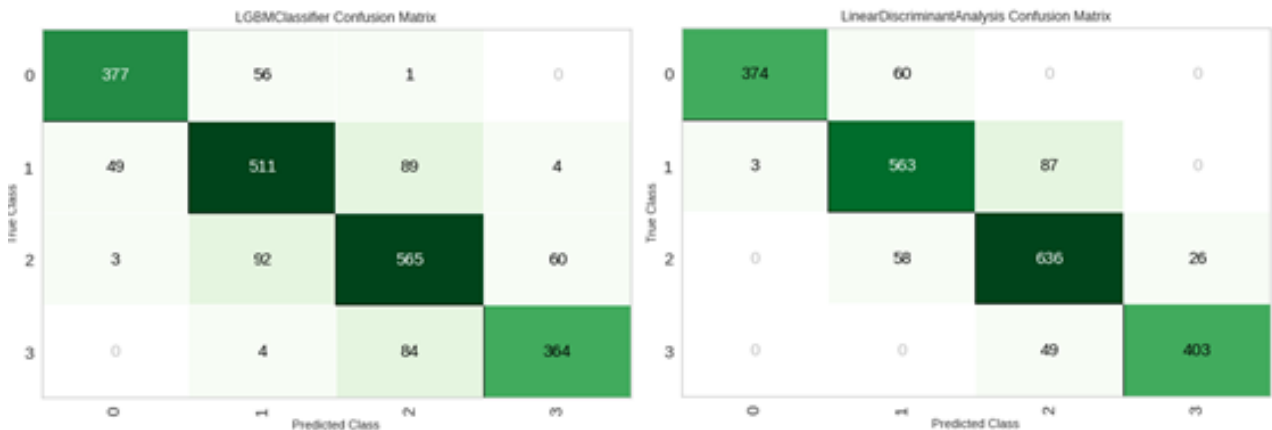 LGBMClassifier Confusion Matrix
0 377 56 1 0
1 49 511 89 4
2 3 92 565 60
3 0 4 84 364
True Class
0 1 2 3
Predicted Class
LinearDiscriminantAnalysis Confusion Matrix
0 374 60 0 0
1 3 563 87 0
2 0 58 636 26
3 0 0 49 403
True Class
0 1 2 3
Predicted Class